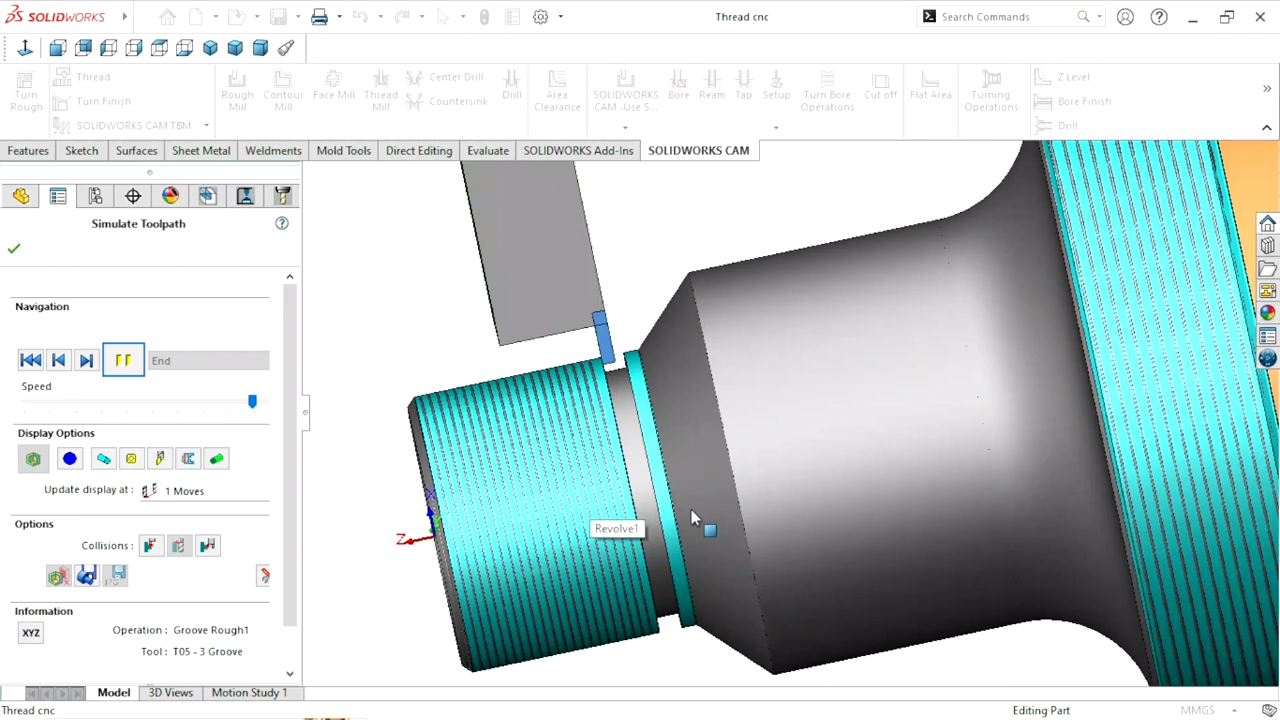 SOLIDWORKS
Thread cnc
Search Commands
Turn Rough
Thread
Turn Finish
SOLIDWORKS CAM TBM
Rough Mill
Contour Mill
Face Mill
Thread Mill
Center Drill
Countersink
Drill
Area Clearance
SOLIDWORKS CAM -Use S...
Bore
Ream
Tap
Setup
Turn Bore Operations
Cut off
Flat Area
Turning Operations
Z Level
Bore Finish
Drill
Features
Sketch
Surfaces
Sheet Metal
Weldments
Mold Tools
Direct Editing
Evaluate
SOLIDWORKS Add-Ins
SOLIDWORKS CAM
Simulate Toolpath
Navigation
End
Speed
Display Options
Update display at :
1 Moves
Options
Collisions :
Information
XYZ
Operation : Groove Rough1
Tool : T05 - 3 Groove
Revolve1
X
Z
Model
3D Views
Motion Study 1
Thread cnc
Editing Part
MMGS